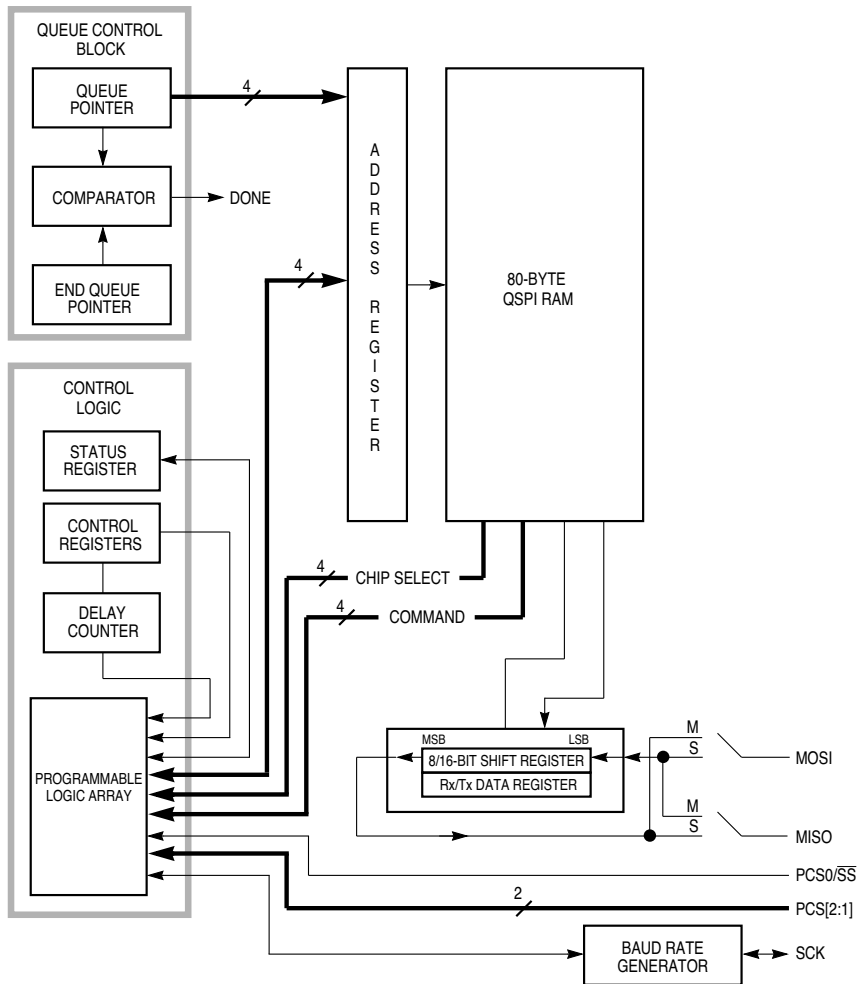 QUEUE CONTROL
BLOCK
QUEUE
POINTER
4
COMPARATOR
DONE
END QUEUE
POINTER
4
ADDRESS REGISTER
80-BYTE
QSPI RAM
CONTROL
LOGIC
STATUS
REGISTER
CONTROL
REGISTERS
DELAY
COUNTER
PROGRAMMABLE
LOGIC ARRAY
4
CHIP SELECT
4
COMMAND
MSB
LSB
8/16-BIT SHIFT REGISTER
Rx/Tx DATA REGISTER
M
S
MOSI
M
S
MISO
PCS0/S̅S̅
2
PCS[2:1]
BAUD RATE
GENERATOR
SCK